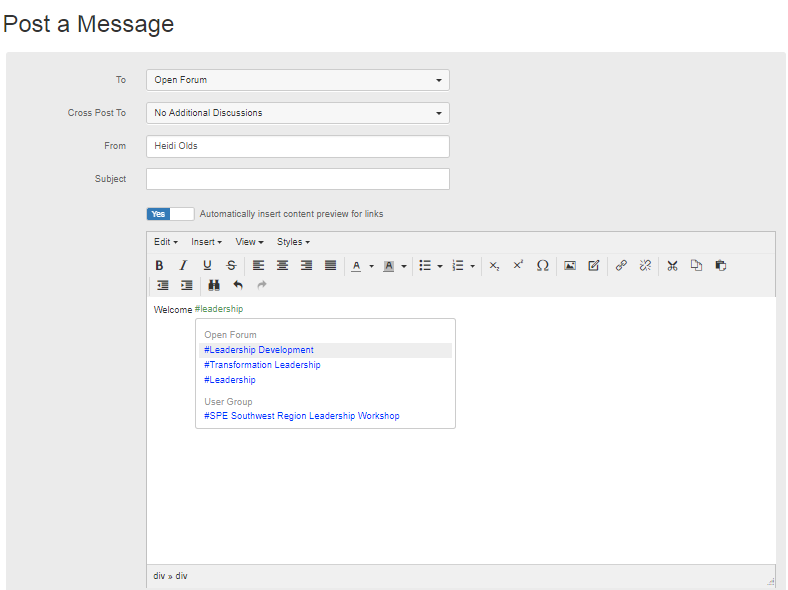 Post a Message
To Open Forum
Cross Post To No Additional Discussions
From Heidi Olds
Subject
Yes Automatically insert content preview for links
Edit Insert View Styles
B I U S A A X₂ X² Ω
Welcome #leadership
Open Forum
#Leadership Development
#Transformation Leadership
#Leadership
User Group
#SPE Southwest Region Leadership Workshop
div » div